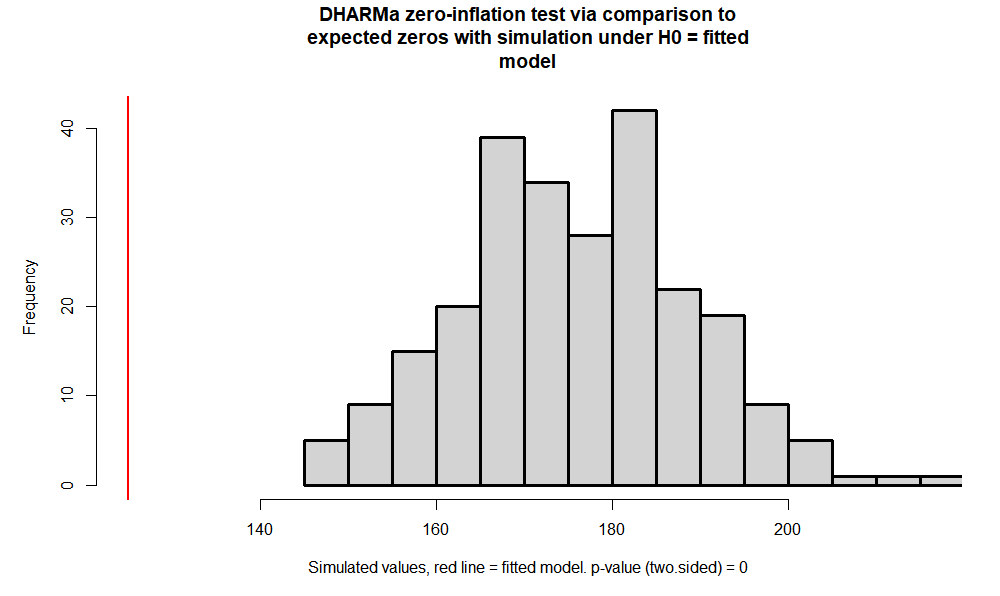 DHARMa zero-inflation test via comparison to
expected zeros with simulation under H0 = fitted
model
Frequency
40
30
20
10
0
140 160 180 200
Simulated values, red line = fitted model. p-value (two.sided) = 0